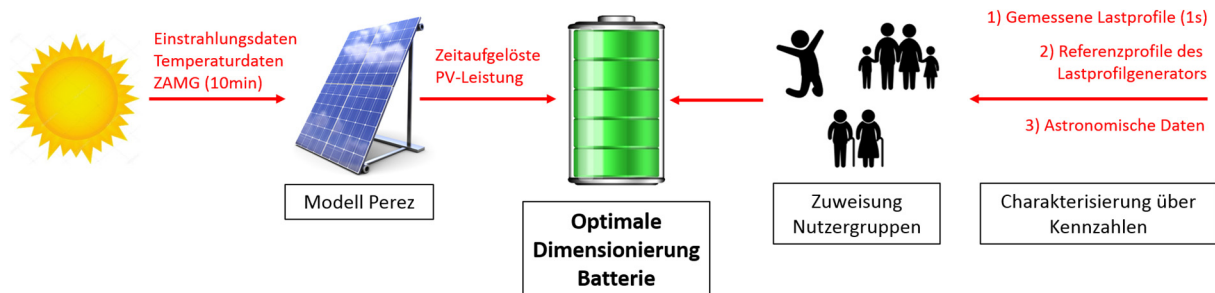 Einstrahlungsdaten
Temperaturdaten
ZAMG (10min)
Modell Perez
Zeitaufgelöste
PV-Leistung
Optimale
Dimensionierung
Batterie
Zuweisung
Nutzergruppen
1) Gemessene Lastprofile (1s)
2) Referenzprofile des
Lastprofilgenerators
3) Astronomische Daten
Charakterisierung über
Kennzahlen